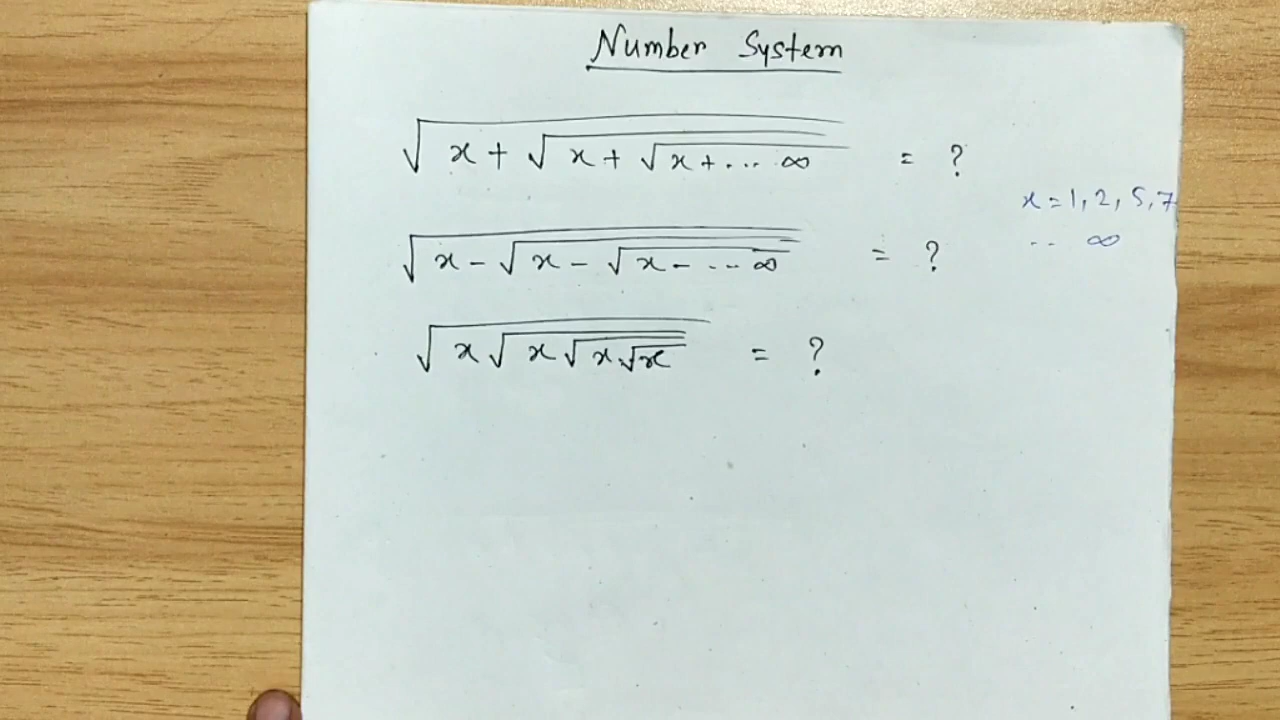 Number System
√(x + √(x + √(x + ... ∞ = ?
x = 1, 2, 5, 7
.. ∞
√(x - √(x - √(x - ... ∞ = ?
√(x√(x√(x√x = ?